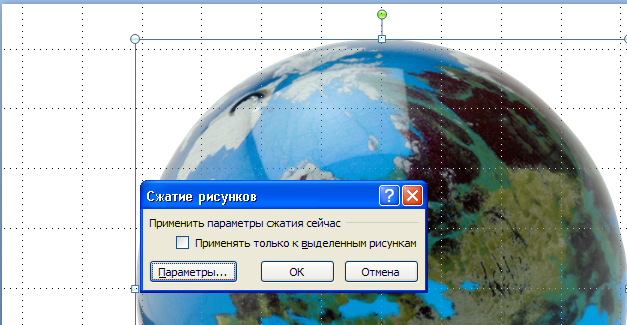 Сжатие рисунков
Применить параметры сжатия сейчас
Применять только к выделенным рисункам
Параметры... ОК Отмена